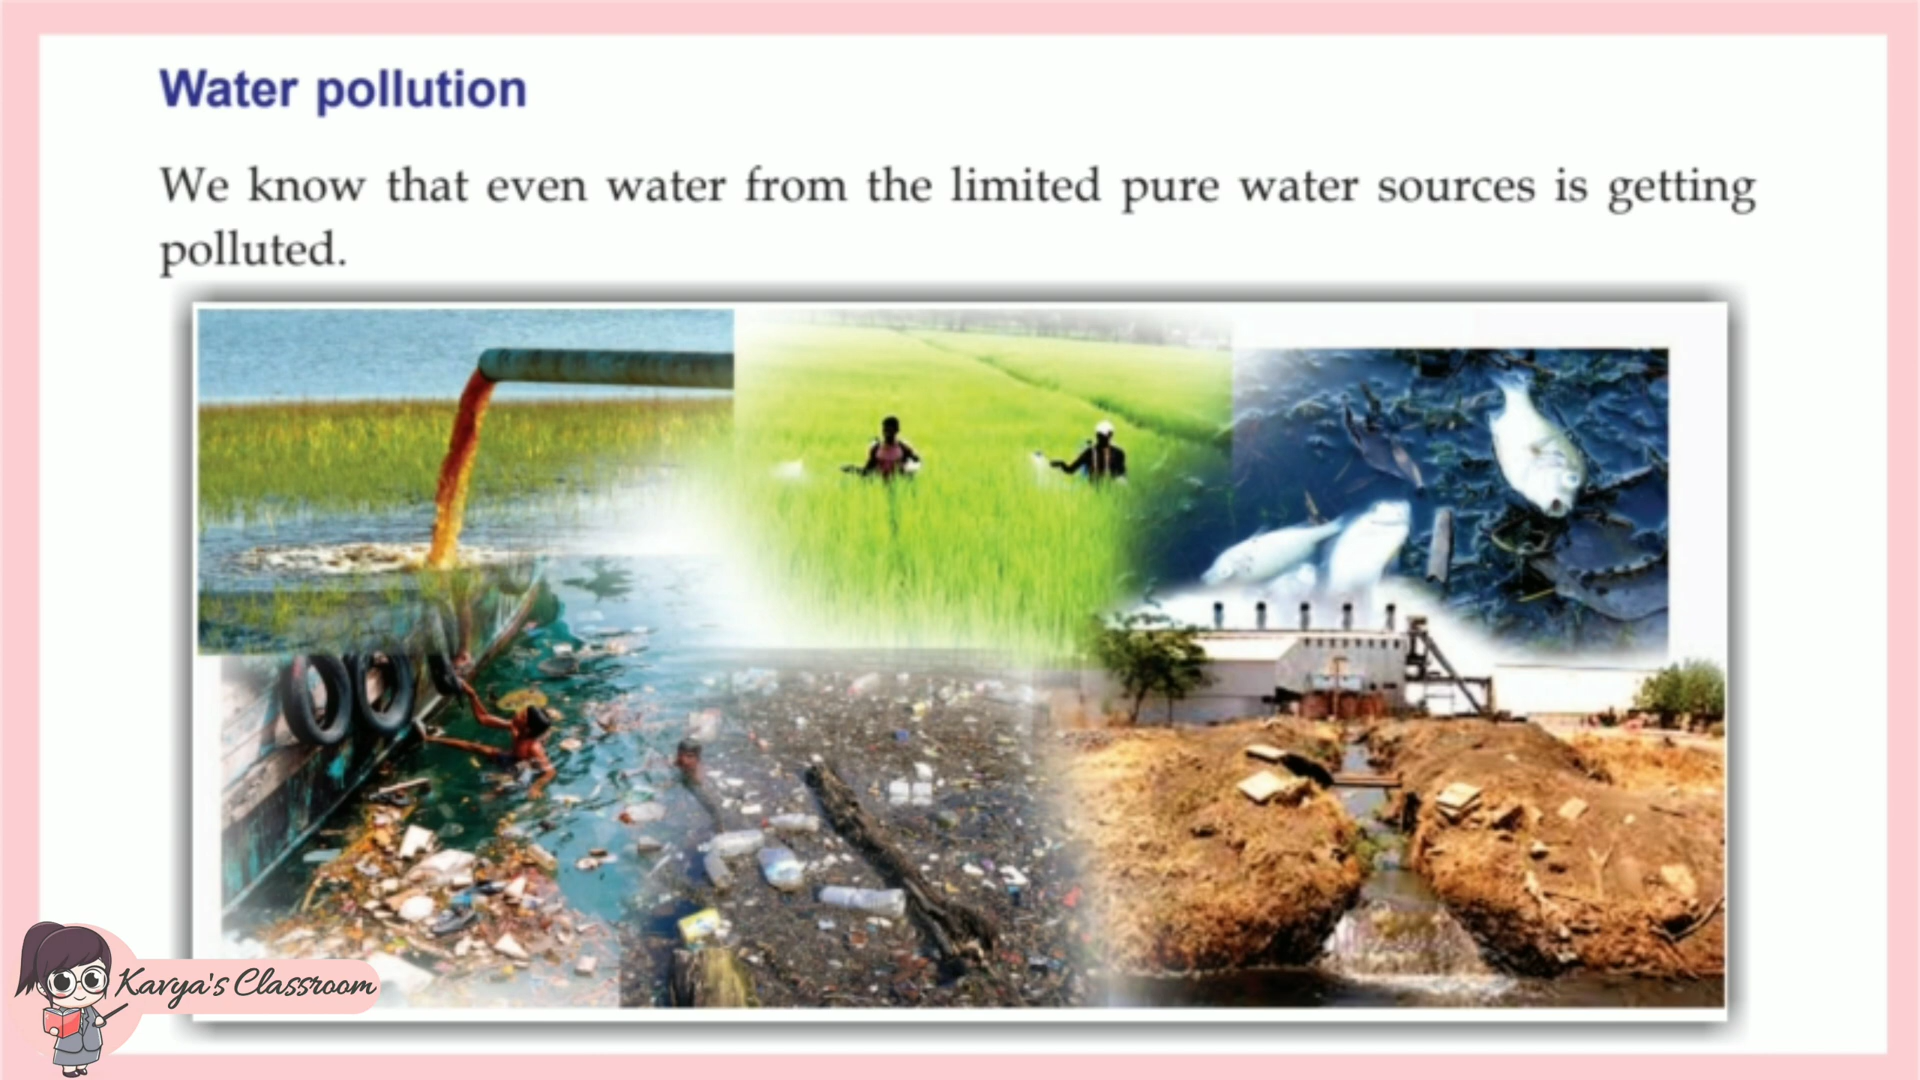 Water pollution
We know that even water from the limited pure water sources is getting
polluted.
Kavya's Classroom